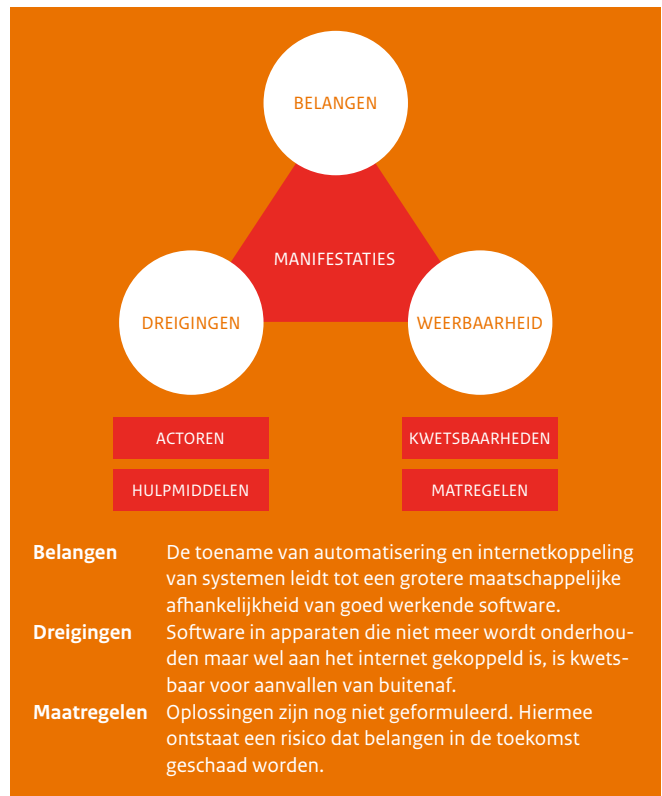 BELANGEN
MANIFESTATIES
DREIGINGEN
WEERBAARHEID
ACTOREN
KWETSBAARHEDEN
HULPMIDDELEN
MATREGELEN
Belangen De toename van automatisering en internetkoppeling
van systemen leidt tot een grotere maatschappelijke
afhankelijkheid van goed werkende software.
Dreigingen Software in apparaten die niet meer wordt onderhou-
den maar wel aan het internet gekoppeld is, is kwets-
baar voor aanvallen van buitenaf.
Maatregelen Oplossingen zijn nog niet geformuleerd. Hiermee
ontstaat een risico dat belangen in de toekomst
geschaad worden.